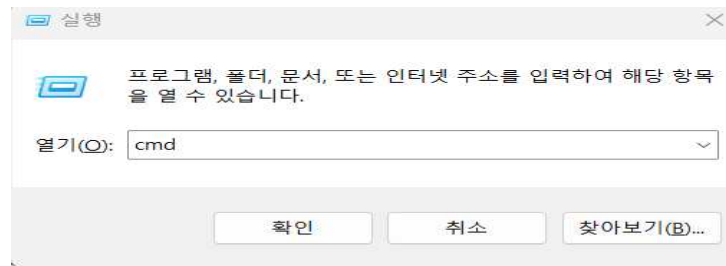 실행
프로그램, 폴더, 문서, 또는 인터넷 주소를 입력하여 해당 항목
을 열 수 있습니다.
열기(O): cmd
확인 취소 찾아보기(B)...